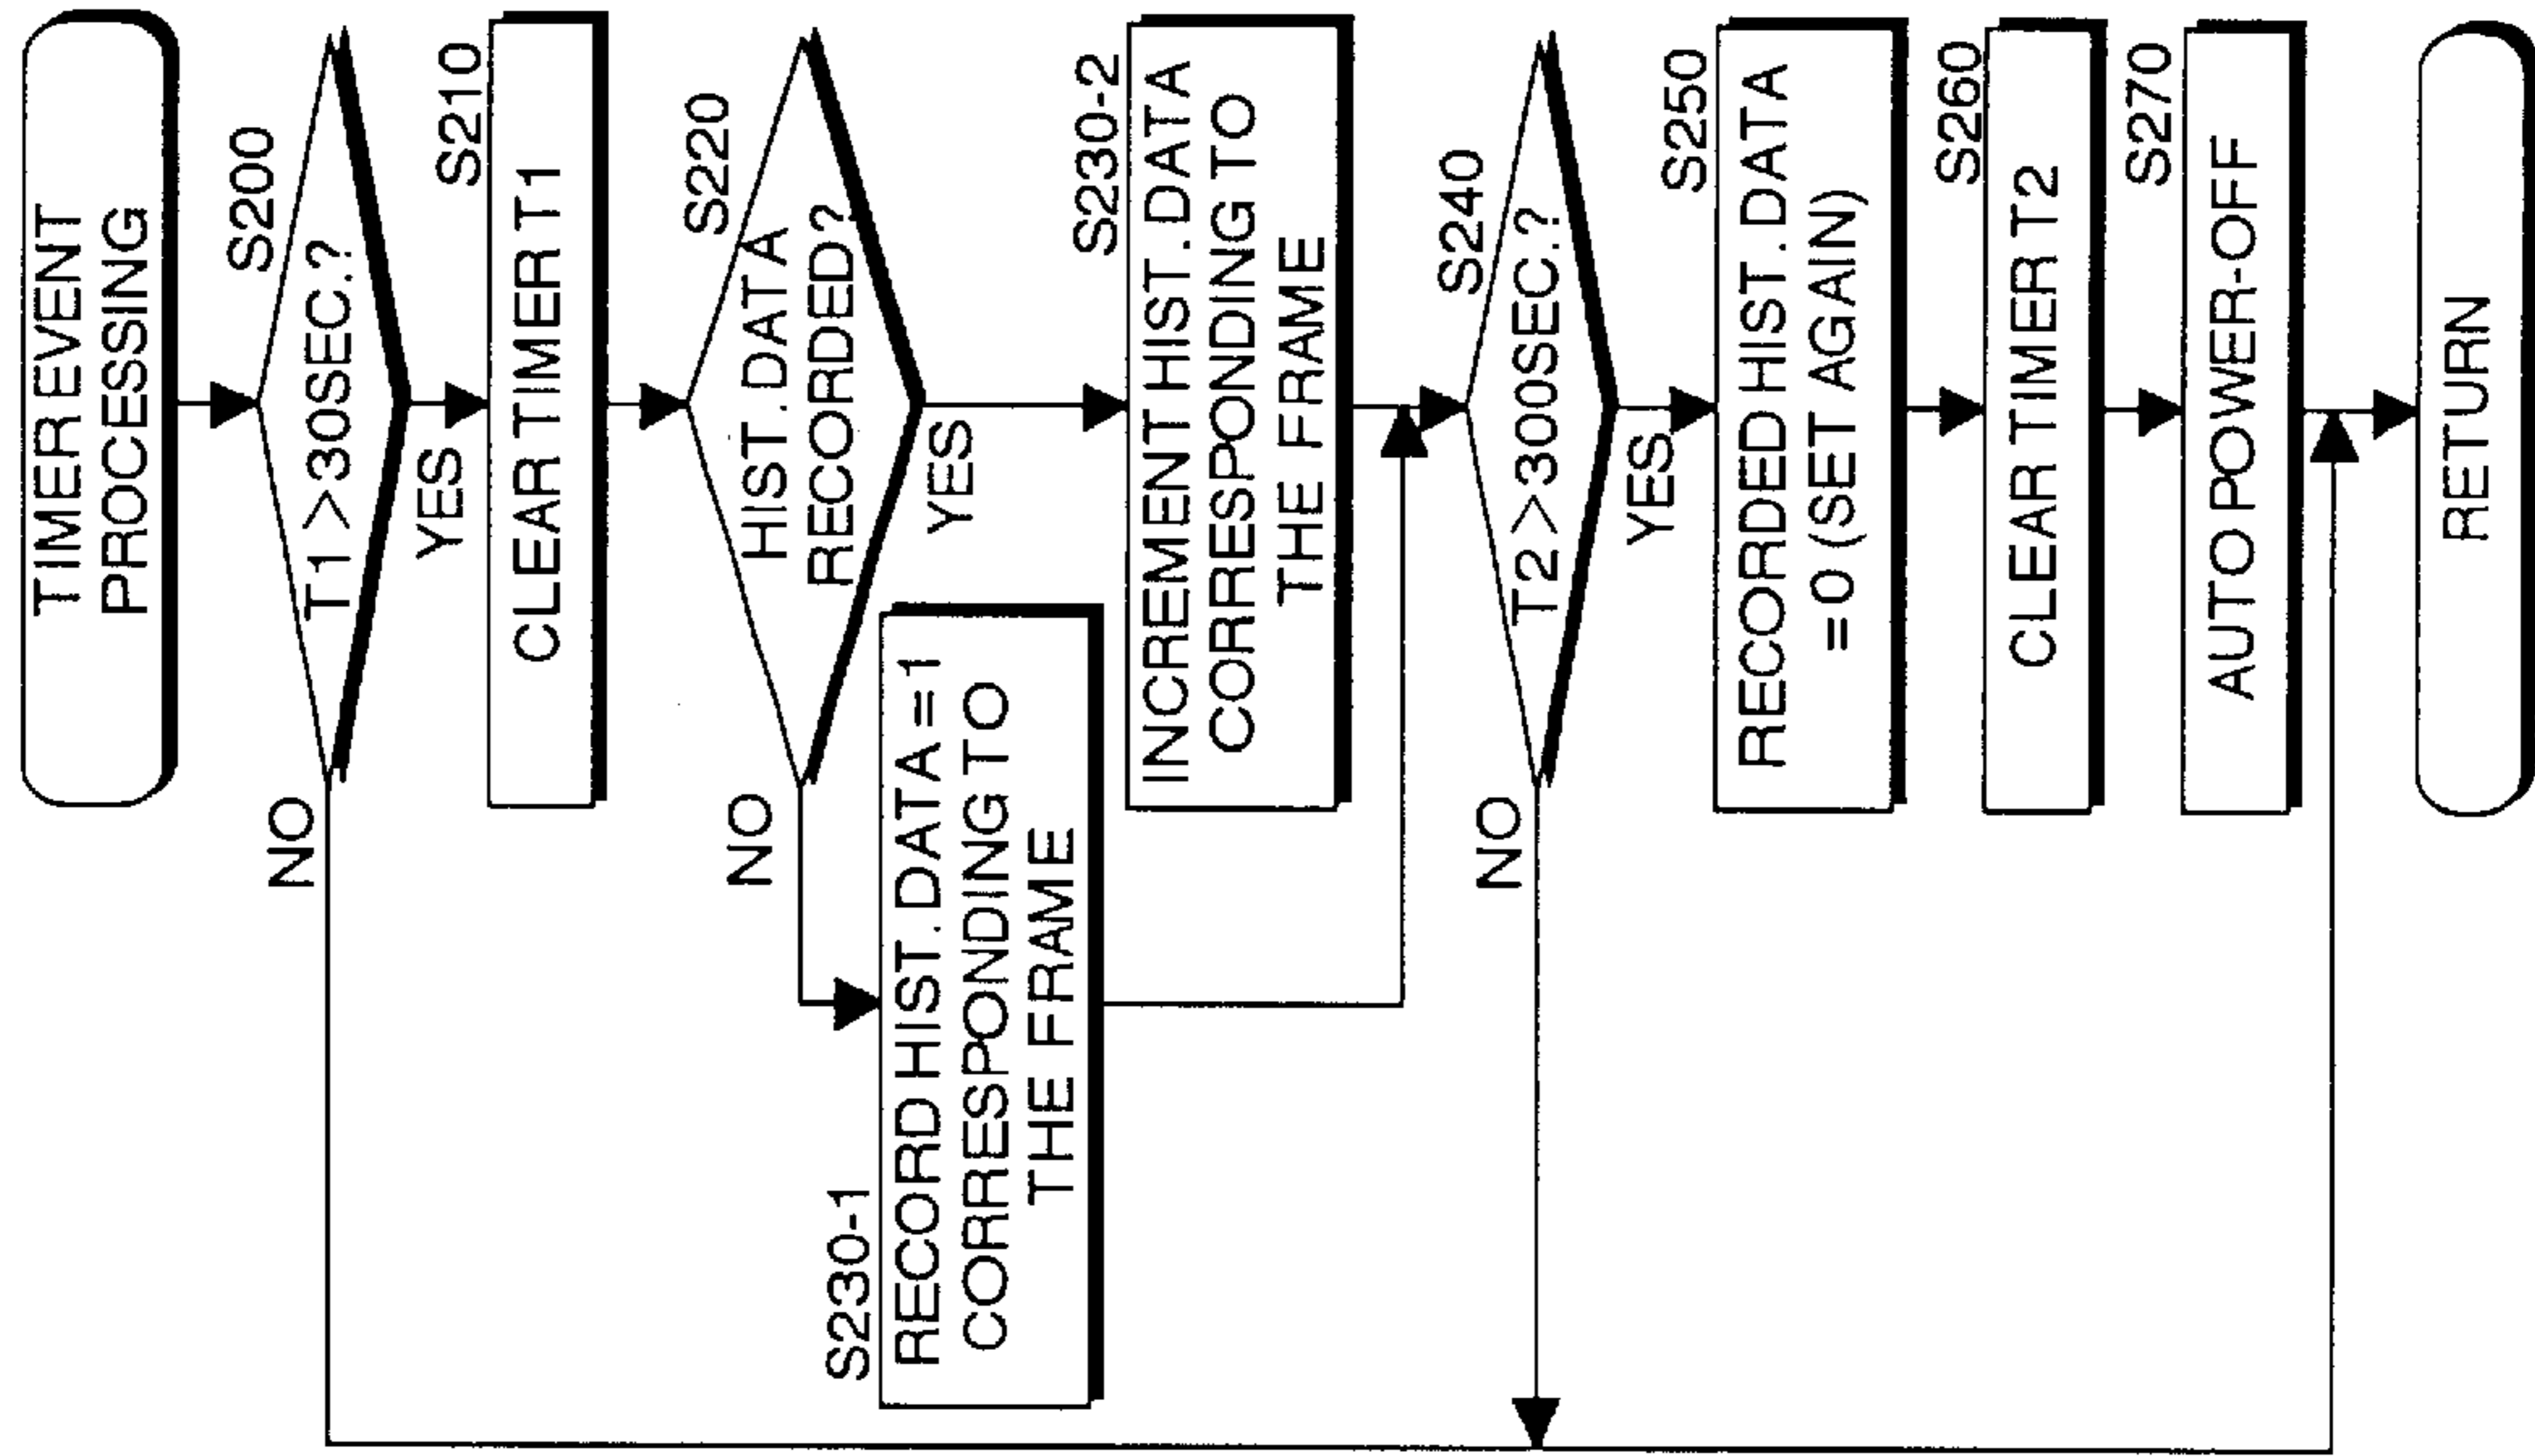 TIMER EVENT
PROCESSING
S200
T1>30SEC.?
NO
YES
S210
CLEAR TIMER T1
S220
HIST.DATA
RECORDED?
NO
YES
S230-1
RECORD HIST.DATA=1
CORRESPONDING TO
THE FRAME
S230-2
INCREMENT HIST.DATA
CORRESPONDING TO
THE FRAME
S240
T2>300SEC.?
NO
YES
S250
RECORDED HIST.DATA
=0(SET AGAIN)
S260
CLEAR TIMER T2
S270
AUTO POWER-OFF
RETURN